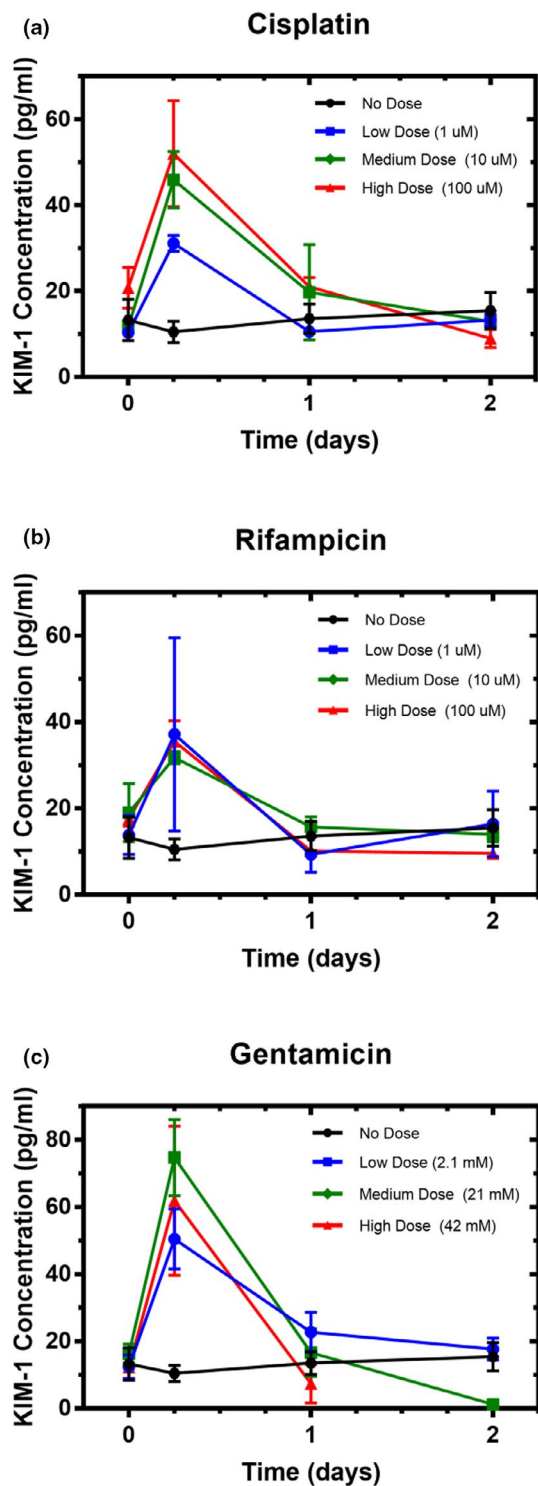 (a)
Cisplatin
KIM-1 Concentration (pg/ml)
60
40
20
0
No Dose
Low Dose (1 uM)
Medium Dose (10 uM)
High Dose (100 uM)
0
1
2
Time (days)
(b)
Rifampicin
KIM-1 Concentration (pg/ml)
60
40
20
0
No Dose
Low Dose (1 uM)
Medium Dose (10 uM)
High Dose (100 uM)
0
1
2
Time (days)
(c)
Gentamicin
KIM-1 Concentration (pg/ml)
80
60
40
20
0
No Dose
Low Dose (2.1 mM)
Medium Dose (21 mM)
High Dose (42 mM)
0
1
2
Time (days)